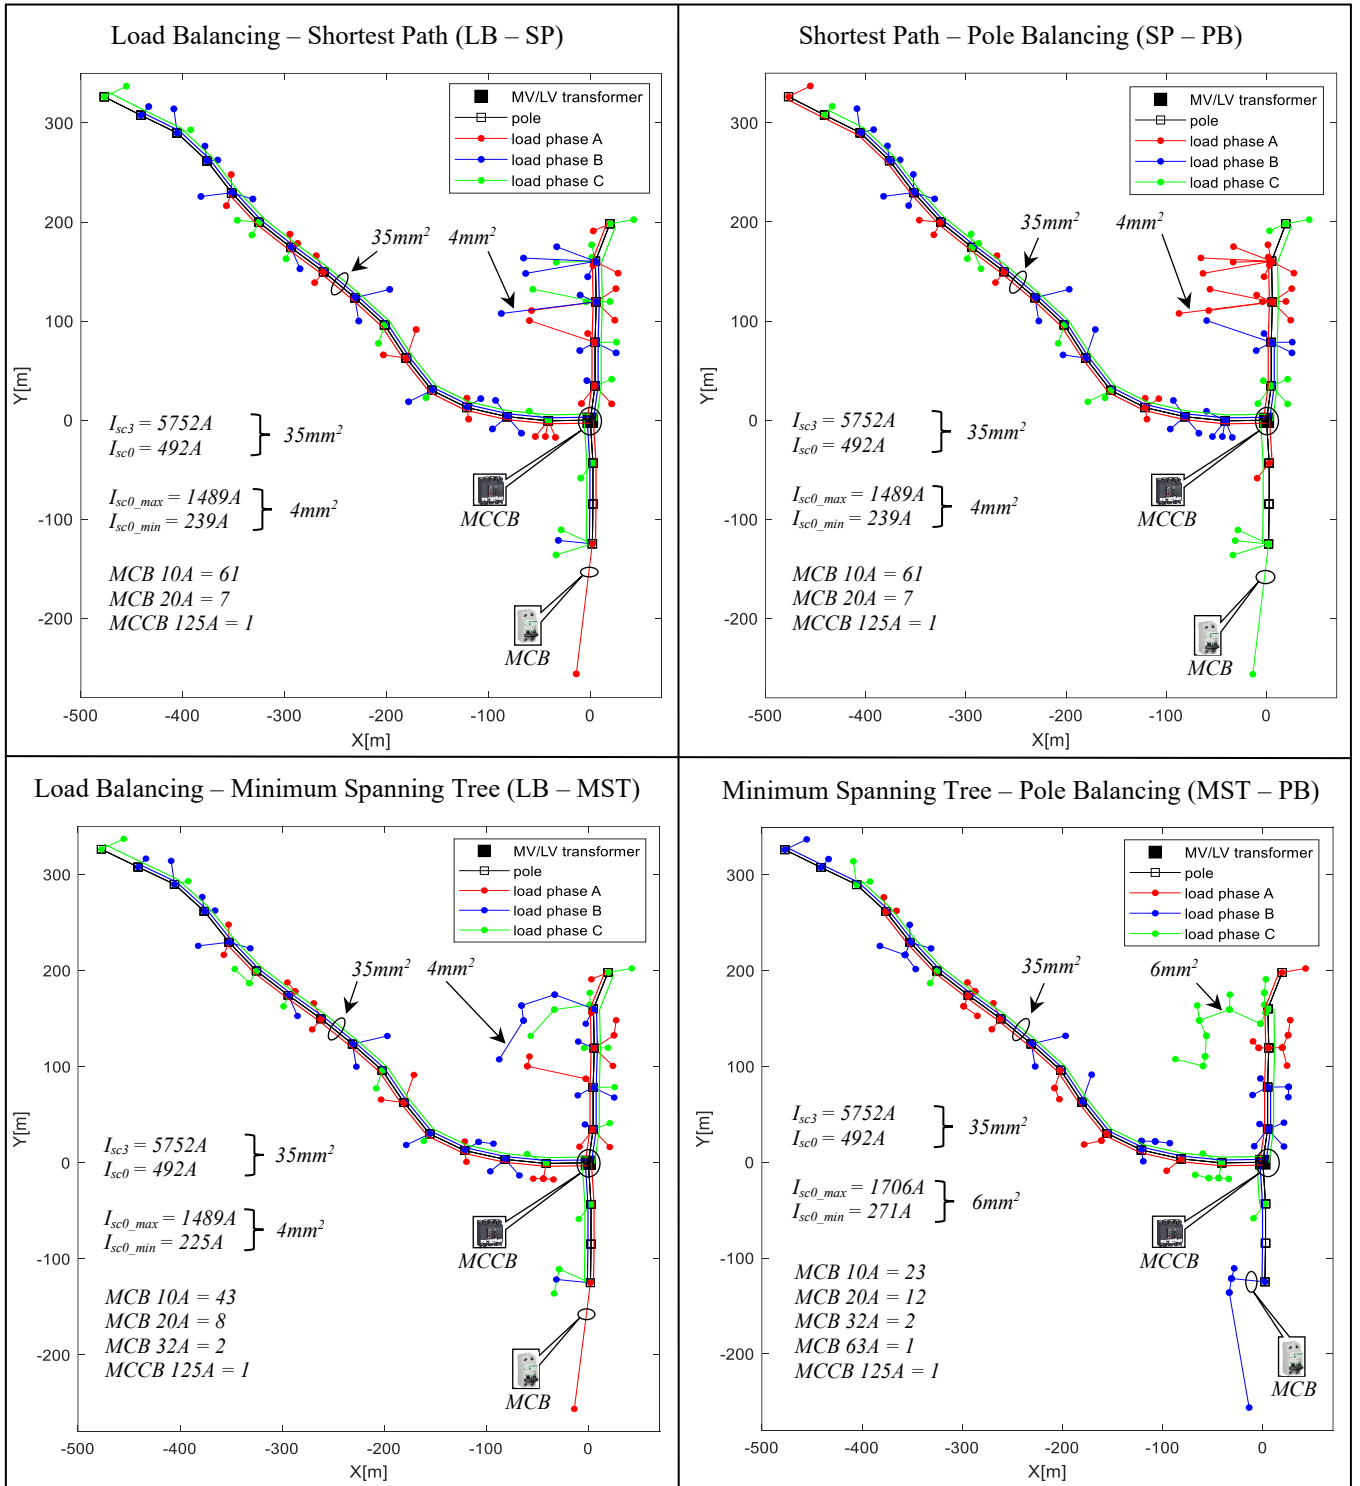 Load Balancing – Shortest Path (LB – SP)
MV/LV transformer
pole
load phase A
load phase B
load phase C
300
200
100
0
-100
-200
Y[m]
35mm²
4mm²
Isc3 = 5752A
Isc0 = 492A
35mm²
Isc0_max = 1489A
Isc0_min = 239A
4mm²
MCCB
MCB 10A = 61
MCB 20A = 7
MCCB 125A = 1
MCB
-500
-400
-300
-200
-100
0
X[m]
Shortest Path – Pole Balancing (SP – PB)
MV/LV transformer
pole
load phase A
load phase B
load phase C
300
200
100
0
-100
-200
Y[m]
35mm²
4mm²
Isc3 = 5752A
Isc0 = 492A
35mm²
Isc0_max = 1489A
Isc0_min = 239A
4mm²
MCCB
MCB 10A = 61
MCB 20A = 7
MCCB 125A = 1
MCB
-500
-400
-300
-200
-100
0
X[m]
Load Balancing – Minimum Spanning Tree (LB – MST)
MV/LV transformer
pole
load phase A
load phase B
load phase C
300
200
100
0
-100
-200
Y[m]
35mm²
4mm²
Isc3 = 5752A
Isc0 = 492A
35mm²
Isc0_max = 1489A
Isc0_min = 225A
4mm²
MCCB
MCB 10A = 43
MCB 20A = 8
MCB 32A = 2
MCCB 125A = 1
MCB
-500
-400
-300
-200
-100
0
X[m]
Minimum Spanning Tree – Pole Balancing (MST – PB)
MV/LV transformer
pole
load phase A
load phase B
load phase C
300
200
100
0
-100
-200
Y[m]
35mm²
6mm²
Isc3 = 5752A
Isc0 = 492A
35mm²
Isc0_max = 1706A
Isc0_min = 271A
6mm²
MCCB
MCB 10A = 23
MCB 20A = 12
MCB 32A = 2
MCB 63A = 1
MCCB 125A = 1
MCB
-500
-400
-300
-200
-100
0
X[m]